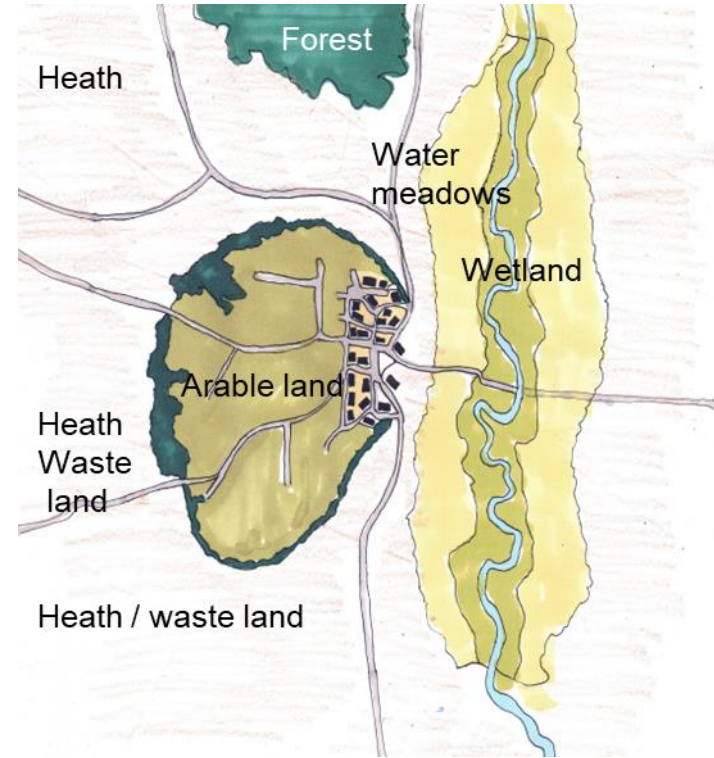 Forest
Heath
Water
meadows
Wetland
Arable land
Heath
Waste
land
Heath / waste land